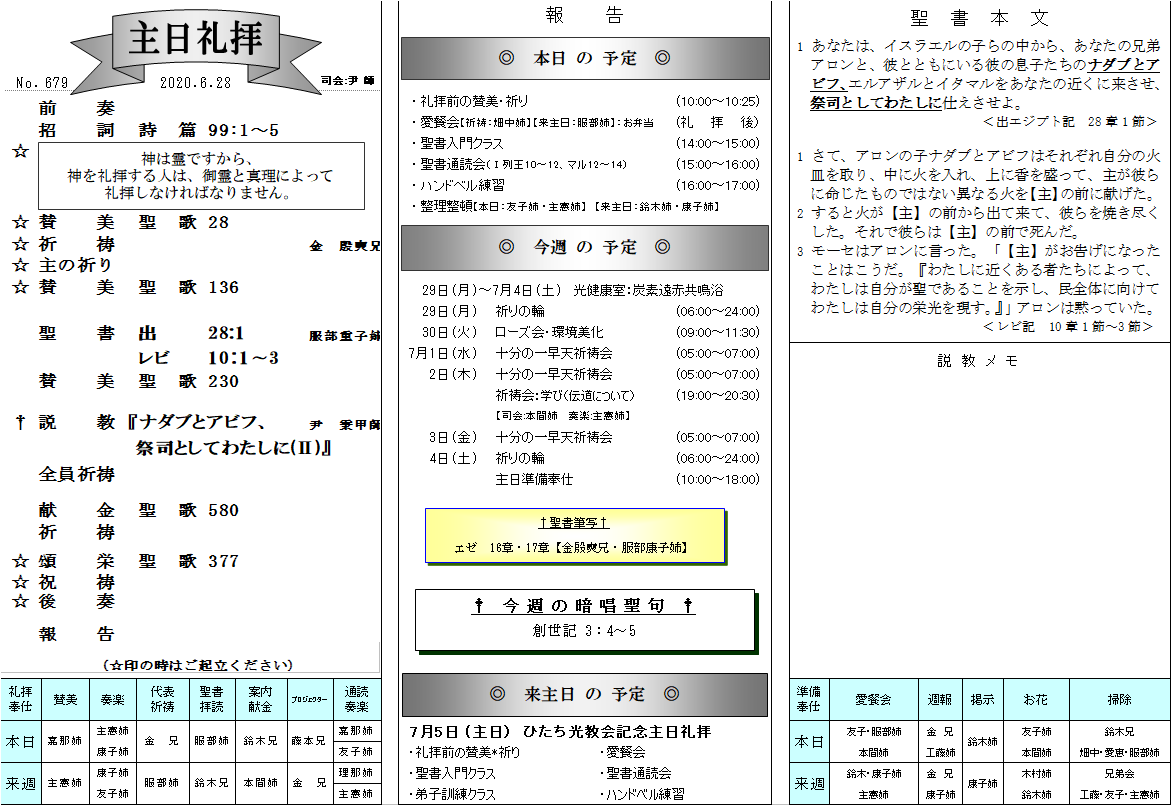 主日礼拝
No. 679
2020.6.28
司会:尹 師
前 奏
招 詞 詩 篇 99:1～5
☆
神は霊ですから、
神を礼拝する人は、御霊と真理によって
礼拝しなければなりません。
☆ 賛 美 聖 歌 28
☆ 祈 祷 金 殷奭兄
☆ 主の祈り
☆ 賛 美 聖 歌 136
聖 書 出 28:1 服部重子姉
レビ 10:1～3
賛 美 聖 歌 230
† 説 教 『ナダブとアビフ、 尹 秉甲師
祭司としてわたしに(Ⅱ)』
全員祈祷
献 金 聖 歌 580
祈 祷
☆ 頌 栄 聖 歌 377
☆ 祝 祷
☆ 後 奏
報 告
(☆印の時はご起立ください)
礼拝奉仕 賛美 奏楽 代表祈祷 聖書拝読 案内献金 プロジェクター 通読奏楽
本日 嘉那姉 主憲姉 康子姉 金 兄 服部姉 鈴木兄 藤本兄 嘉那姉 友子姉
来週 主憲姉 康子姉 友子姉 服部姉 鈴木兄 本間姉 金 兄 理那姉 主憲姉
報 告
◎ 本日 の 予定 ◎
・礼拝前の賛美・祈り (10:00～10:25)
・愛餐会【祈祷:畑中姉】【来主日:服部姉】:お弁当 (礼 拝 後)
・聖書入門クラス (14:00～15:00)
・聖書通読会(Ⅰ列王10～12、マル12～14) (15:00～16:00)
・ハンドベル練習 (16:00～17:00)
・整理整頓【本日:友子姉・主憲姉】 【来主日:鈴木姉・康子姉】
◎ 今週 の 予定 ◎
29日(月)～7月4日(土) 光健康室:炭素遠赤共鳴浴
29日(月) 祈りの輪 (06:00～24:00)
30日(火) ローズ会・環境美化 (09:00～11:30)
7月1日(水) 十分の一早天祈祷会 (05:00～07:00)
2日(木) 十分の一早天祈祷会 (05:00～07:00)
祈祷会:学び(伝道について) (19:00～20:30)
【司会:本間姉 奏楽:主憲姉】
3日(金) 十分の一早天祈祷会 (05:00～07:00)
4日(土) 祈りの輪 (06:00～24:00)
主日準備奉仕 (10:00～18:00)
†聖書筆写†
ェゼ 16章・17章【金殷奭兄・服部康子姉】
† 今週の暗唱聖句 †
創世記 3:4～5
◎ 来主日 の 予定 ◎
7月5日(主日) ひたち光教会記念主日礼拝
・礼拝前の賛美*祈り ・愛餐会
・聖書入門クラス ・聖書通読会
・弟子訓練クラス ・ハンドベル練習
聖 書 本 文
1 あなたは、イスラエルの子らの中から、あなたの兄弟
アロンと、彼とともにいる彼の息子たちのナダブとア
ビフ、エルアザルとイタマルをあなたの近くに来させ、
祭司としてわたしに仕えさせよ。
＜出エジプト記 28章1節＞
1 さて、アロンの子ナダブとアビフはそれぞれ自分の火
皿を取り、中に火を入れ、上に香を盛って、主が彼ら
に命じたものではない異なる火を【主】の前に献げた。
2 すると火が【主】の前から出て来て、彼らを焼き尽く
した。それで彼らは【主】の前で死んだ。
3 モーセはアロンに言った。「【主】がお告げになった
ことはこうだ。『わたしに近くある者たちによって、
わたしは自分が聖であることを示し、民全体に向けて
わたしは自分の栄光を現す。』」アロンは黙っていた。
＜レビ記 10章1節～3節＞
説 教 メ モ
準備奉仕 愛餐会 週報 掲示 お花 掃除
本日 友子・服部姉 本間姉 金 兄 工藤姉 鈴木姉 友子姉 本間姉 鈴木兄 畑中・愛恵・服部姉
来週 鈴木・康子姉 主憲姉 金 兄 康子姉 康子姉 木村姉 鈴木姉 兄弟会 工藤・友子・主憲姉